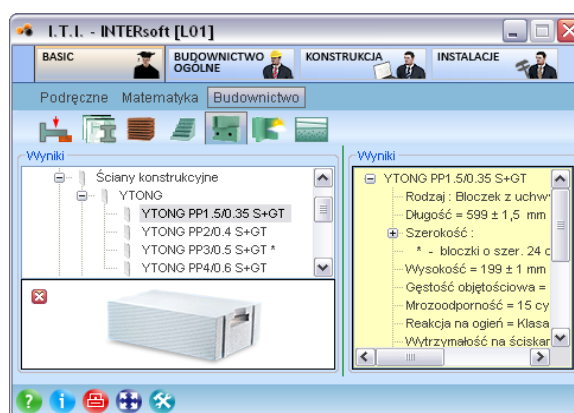 I.T.I. - INTERsoft [L01]
BASIC
BUDOWNICTWO
OGÓLNE
KONSTRUKCJA
INSTALACJE
Podręczne Matematyka Budownictwo
Wyniki
Ściany konstrukcyjne
YTONG
YTONG PP1.5/0.35 S+GT
YTONG PP2/0.4 S+GT
YTONG PP3/0.5 S+GT *
YTONG PP4/0.6 S+GT
Wyniki
YTONG PP1.5/0.35 S+GT
Rodzaj : Bloczek z uchw
Długość = 599 ± 1,5 mm
Szerokość :
* - bloczki o szer. 24 c
Wysokość = 199 ± 1 mm
Gęstość objętościowa =
Mrozoodporność = 15 cy
Reakcja na ogień = Klasa
Wytrzymałość na ściskar